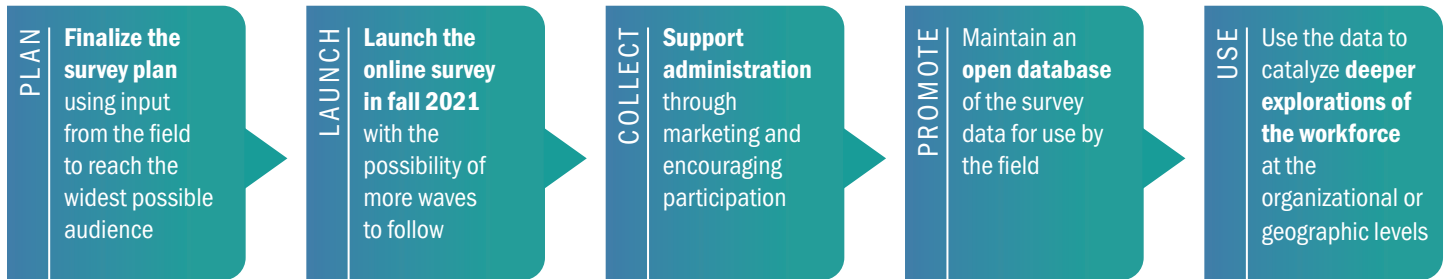 PLAN
Finalize the
survey plan
using input
from the field
to reach the
widest possible
audience
LAUNCH
Launch the
online survey
in fall 2021
with the
possibility of
more waves
to follow
COLLECT
Support
administration
through
marketing and
encouraging
participation
PROMOTE
Maintain an
open database
of the survey
data for use by
the field
USE
Use the data to
catalyze deeper
explorations of
the workforce
at the
organizational or
geographic levels